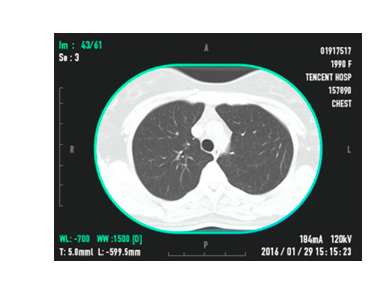 Im : 43/61
Se : 3
A
01917517
1990 F
TENCENT HOSP
157890
CHEST
R
L
WL: -700 WW :1500 [D]
T: 5.0mml L: -599.5mm
P
184mA 120kV
2016 / 01 / 29 15 : 15 : 23